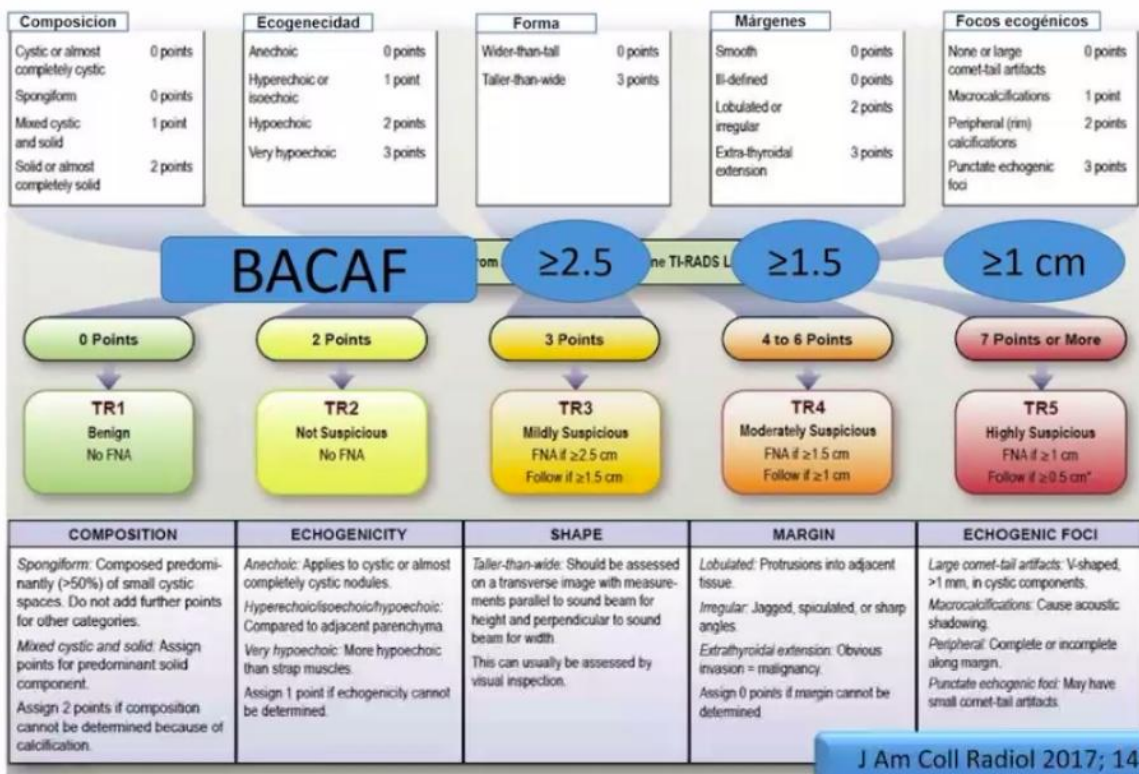 Composicion
Cystic or almost completely cystic 0 points
Spongiform 0 points
Mixed cystic and solid 1 point
Solid or almost completely solid 2 points
Ecogenicidad
Anechoic 0 points
Hyperechoic or isoechoic 1 point
Hypoechoic 2 points
Very hypoechoic 3 points
Forma
Wider-than-tall 0 points
Taller-than-wide 3 points
Márgenes
Smooth 0 points
Ill-defined 0 points
Lobulated or irregular 2 points
Extra-thyroidal extension 3 points
Focos ecogénicos
None or large comet-tail artifacts 0 points
Macrocalcifications 1 point
Peripheral (rim) calcifications 2 points
Punctate echogenic foci 3 points
BACAF
≥2.5
ne TI-RADS L
≥1.5
≥1 cm
0 Points
2 Points
3 Points
4 to 6 Points
7 Points or More
TR1
Benign
No FNA
TR2
Not Suspicious
No FNA
TR3
Mildly Suspicious
FNA if ≥2.5 cm
Follow if ≥1.5 cm
TR4
Moderately Suspicious
FNA if ≥1.5 cm
Follow if ≥1 cm
TR5
Highly Suspicious
FNA if ≥1 cm
Follow if ≥0.5 cm*
COMPOSITION
Spongiform: Composed predomi-
nantly (>50%) of small cystic
spaces. Do not add further points
for other categories.
Mixed cystic and solid: Assign
points for predominant solid
component.
Assign 2 points if composition
cannot be determined because of
calcification.
ECHOGENICITY
Anechoic: Applies to cystic or almost
completely cystic nodules.
Hyperechoic/isoechoic/hypoechoic:
Compared to adjacent parenchyma.
Very hypoechoic: More hypoechoic
than strap muscles.
Assign 1 point if echogenicity cannot
be determined.
SHAPE
Taller-than-wide: Should be assessed
on a transverse image with measure-
ments parallel to sound beam for
height and perpendicular to sound
beam for width.
This can usually be assessed by
visual inspection.
MARGIN
Lobulated: Protrusions into adjacent
tissue.
Irregular: Jagged, spiculated, or sharp
angles.
Extrathyroidal extension: Obvious
invasion = malignancy.
Assign 0 points if margin cannot be
determined
ECHOGENIC FOCI
Large comet-tail artifacts: V-shaped,
>1 mm, in cystic components.
Macrocalcifications: Cause acoustic
shadowing.
Peripheral: Complete or incomplete
along margin.
Punctate echogenic foci: May have
small comet-tail artifacts.
J Am Coll Radiol 2017; 14